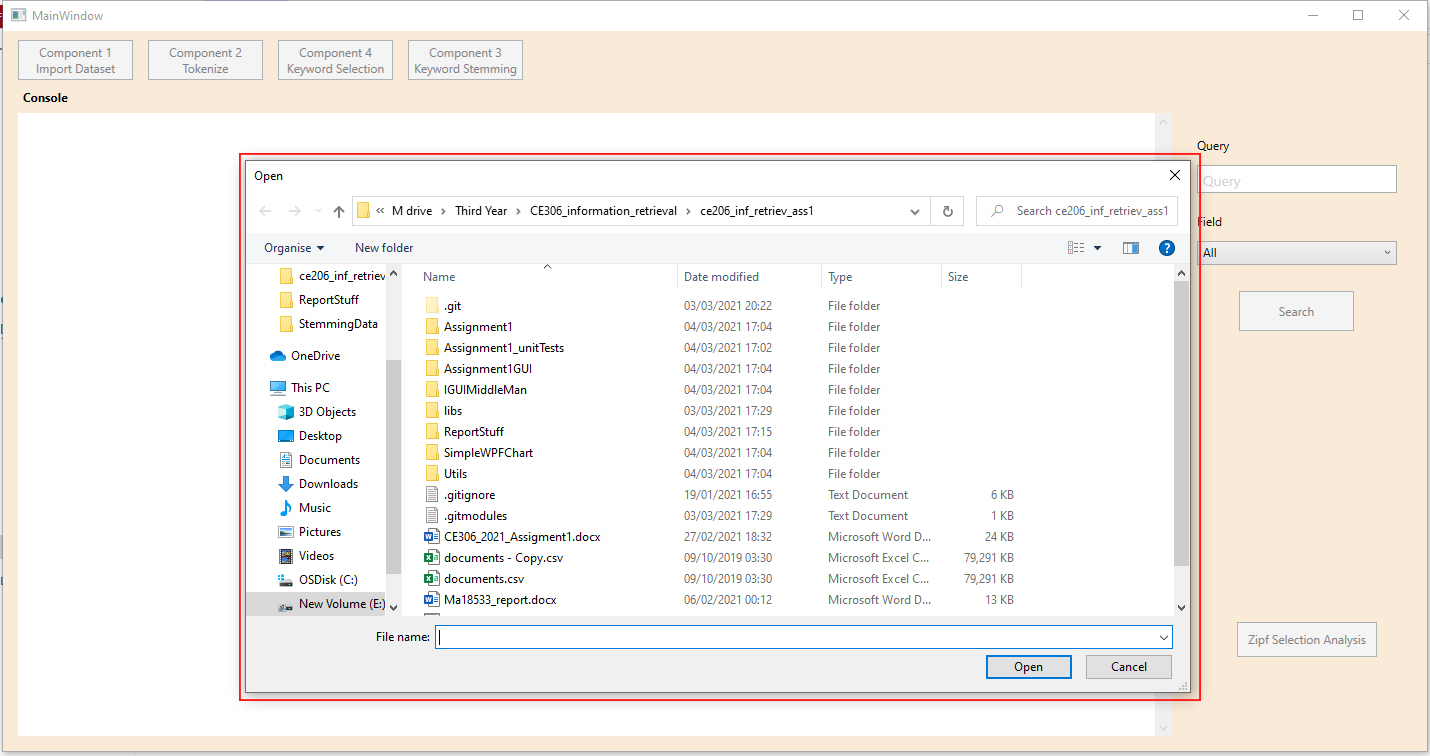 MainWindow
Component 1
Import Dataset
Component 2
Tokenize
Component 4
Keyword Selection
Component 3
Keyword Stemming
Console
Query
Query
Field
All
Search
Zipf Selection Analysis
Open
« M drive › Third Year › CE306_information_retrieval › ce206_inf_retriev_ass1
Search ce206_inf_retriev_ass1
Organise New folder
ce206_inf_retriev
ReportStuff
StemmingData
OneDrive
This PC
3D Objects
Desktop
Documents
Downloads
Music
Pictures
Videos
OSDisk (C:)
New Volume (E:)
Name Date modified Type Size
.git 03/03/2021 20:22 File folder
Assignment1 04/03/2021 17:04 File folder
Assignment1_unitTests 04/03/2021 17:02 File folder
Assignment1GUI 04/03/2021 17:04 File folder
IGUIMiddleMan 04/03/2021 17:04 File folder
libs 03/03/2021 17:29 File folder
ReportStuff 04/03/2021 17:15 File folder
SimpleWPFChart 04/03/2021 17:04 File folder
Utils 04/03/2021 17:04 File folder
.gitignore 19/01/2021 16:55 Text Document 6 KB
.gitmodules 03/03/2021 17:29 Text Document 1 KB
CE306_2021_Assigment1.docx 27/02/2021 18:32 Microsoft Word D... 24 KB
documents - Copy.csv 09/10/2019 03:30 Microsoft Excel C... 79,291 KB
documents.csv 09/10/2019 03:30 Microsoft Excel C... 79,291 KB
Ma18533_report.docx 06/02/2021 00:12 Microsoft Word D... 13 KB
File name:
Open Cancel